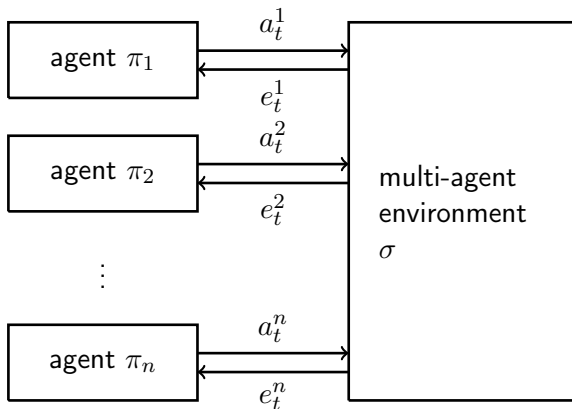 a_t^1
agent π_1
e_t^1
a_t^2
agent π_2
e_t^2
multi-agent
environment
σ
⋮
a_t^n
agent π_n
e_t^n